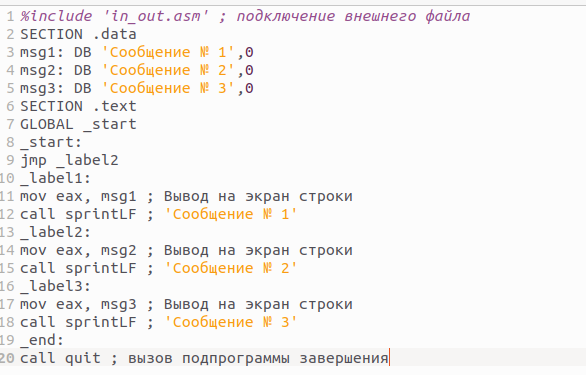 1 %include 'in_out.asm' ; подключение внешнего файла
2 SECTION .data
3 msg1: DB 'Сообщение № 1',0
4 msg2: DB 'Сообщение № 2',0
5 msg3: DB 'Сообщение № 3',0
6 SECTION .text
7 GLOBAL _start
8 _start:
9 jmp _label2
10 _label1:
11 mov eax, msg1 ; Вывод на экран строки
12 call sprintLF ; 'Сообщение № 1'
13 _label2:
14 mov eax, msg2 ; Вывод на экран строки
15 call sprintLF ; 'Сообщение № 2'
16 _label3:
17 mov eax, msg3 ; Вывод на экран строки
18 call sprintLF ; 'Сообщение № 3'
19 _end:
20 call quit ; вызов подпрограммы завершения